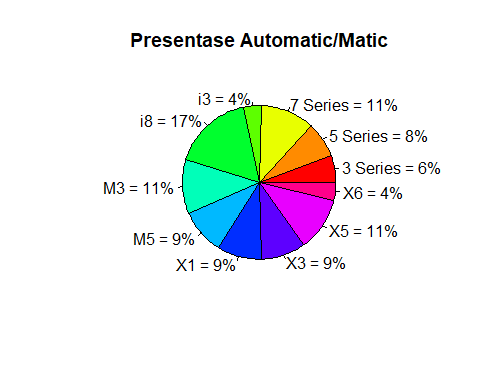 Presentase Automatic/Matic
i3 = 4%
7 Series = 11%
i8 = 17%
5 Series = 8%
3 Series = 6%
M3 = 11%
X6 = 4%
X5 = 11%
M5 = 9%
X1 = 9%
X3 = 9%